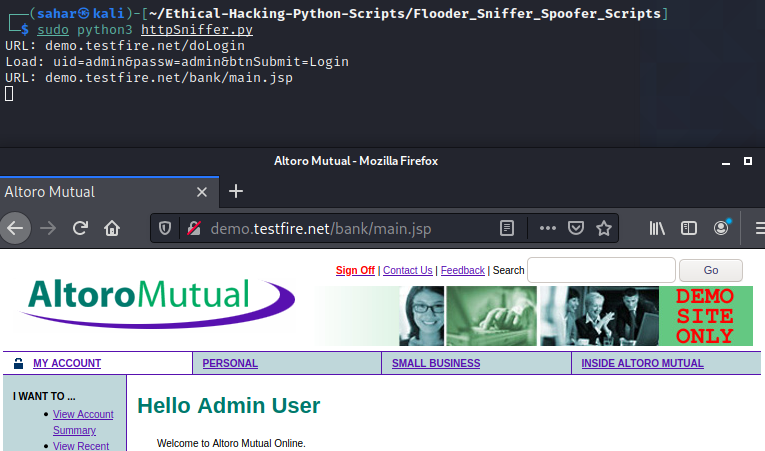 ┌──(sahar㉿kali)-[~/Ethical-Hacking-Python-Scripts/Flooder_Sniffer_Spoofer_Scripts]
└─$ sudo python3 httpSniffer.py
URL: demo.testfire.net/doLogin
Load: uid=admin&passw=admin&btnSubmit=Login
URL: demo.testfire.net/bank/main.jsp
Altoro Mutual - Mozilla Firefox
Altoro Mutual
demo.testfire.net/bank/main.jsp
Sign Off | Contact Us | Feedback | Search Go
AltoroMutual
DEMO
SITE
ONLY
MY ACCOUNT PERSONAL SMALL BUSINESS INSIDE ALTORO MUTUAL
I WANT TO ...
View Account
Summary
View Recent
Hello Admin User
Welcome to Altoro Mutual Online.